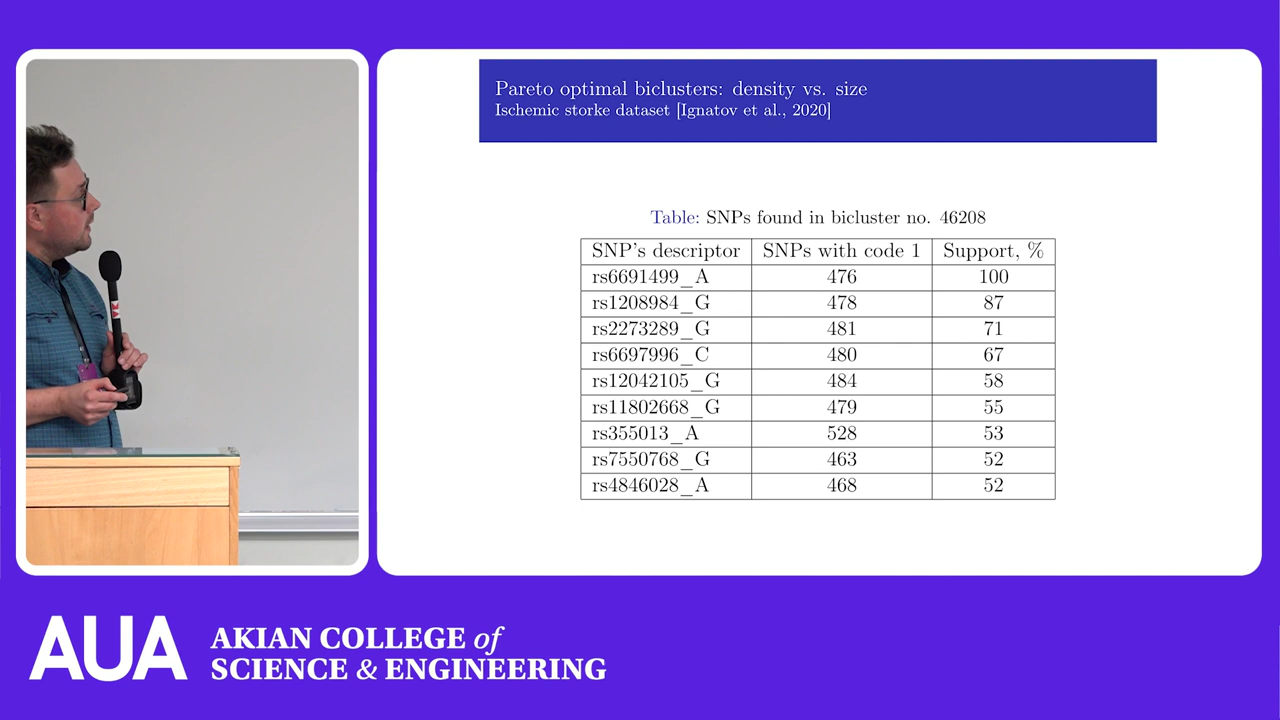 Pareto optimal biclusters: density vs. size
Ischemic storke dataset [Ignatov et al., 2020]
Table: SNPs found in bicluster no. 46208
SNP's descriptor SNPs with code 1 Support, %
rs6691499_A 476 100
rs1208984_G 478 87
rs2273289_G 481 71
rs6697996_C 480 67
rs12042105_G 484 58
rs11802668_G 479 55
rs355013_A 528 53
rs7550768_G 463 52
rs4846028_A 468 52
AUA
AKIAN COLLEGE of
SCIENCE & ENGINEERING